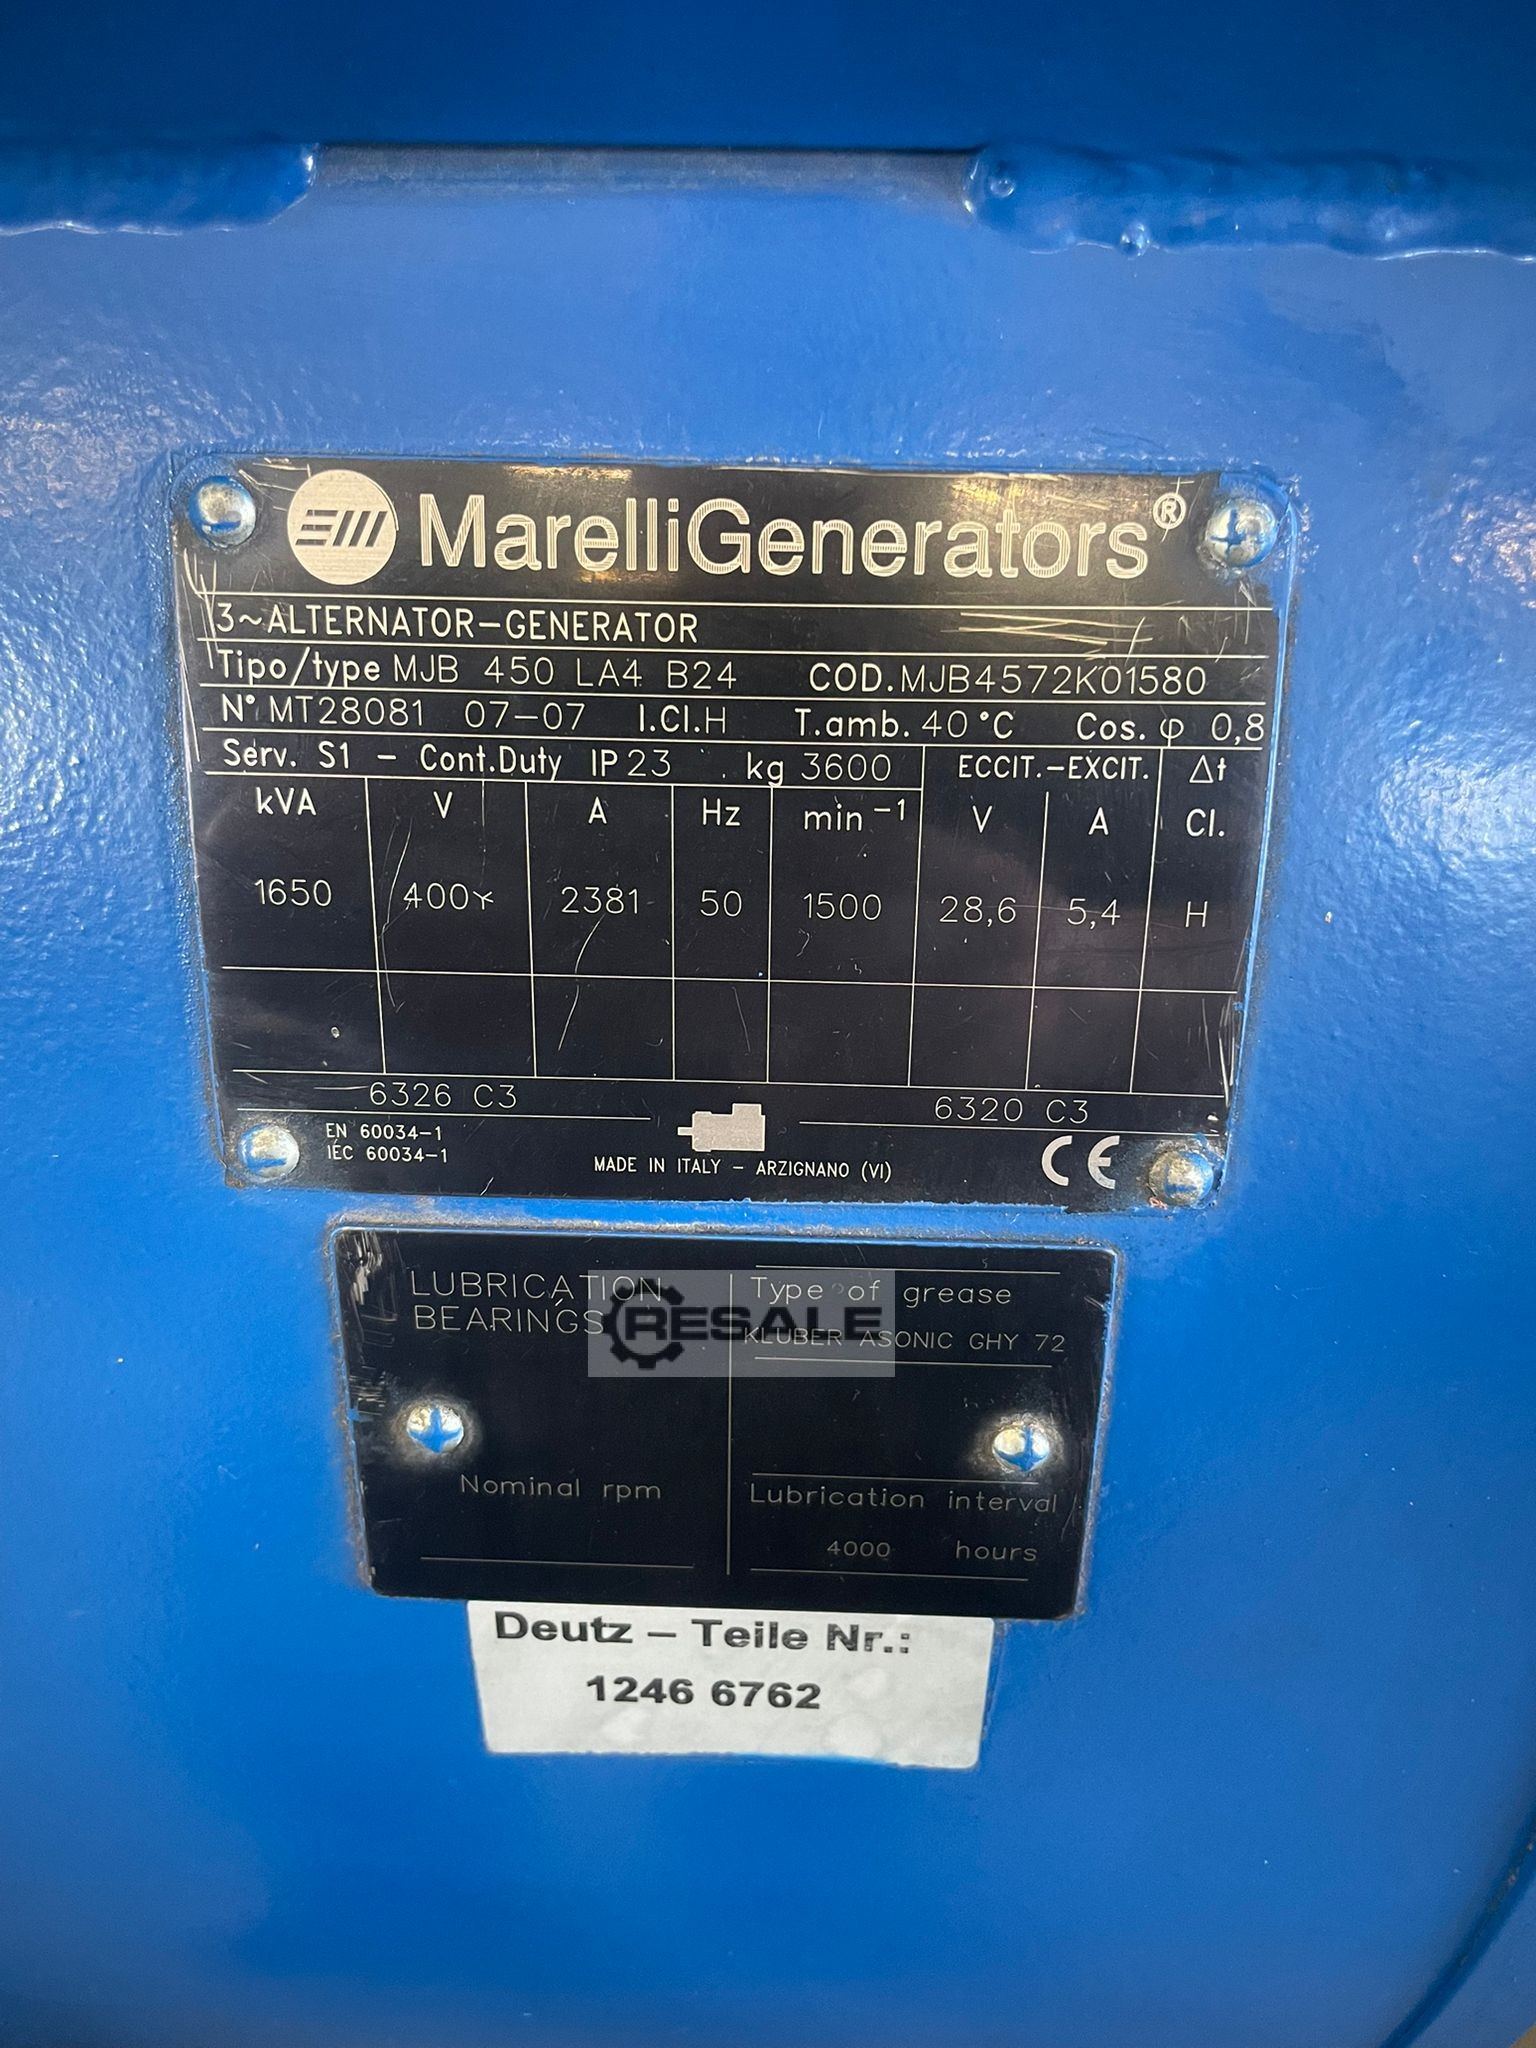 MarelliGenerators®
3~ALTERNATOR-GENERATOR
Tipo/type MJB 450 LA4 B24 COD.MJB4572K01580
N° MT28081 07-07 I.Cl.H T.amb. 40 °C Cos. φ 0,8
Serv. S1 - Cont.Duty IP 23 kg 3600 ECCIT.-EXCIT. Δt
kVA V A Hz min⁻¹ V A Cl.
1650 400Y 2381 50 1500 28,6 5,4 H
6326 C3 6320 C3
EN 60034-1
IEC 60034-1
MADE IN ITALY - ARZIGNANO (VI) CE
LUBRICATION
BEARINGS
Type of grease
KLUBER ASONIC GHY 72
RESALE
Nominal rpm
Lubrication interval
4000 hours
Deutz – Teile Nr.:
1246 6762